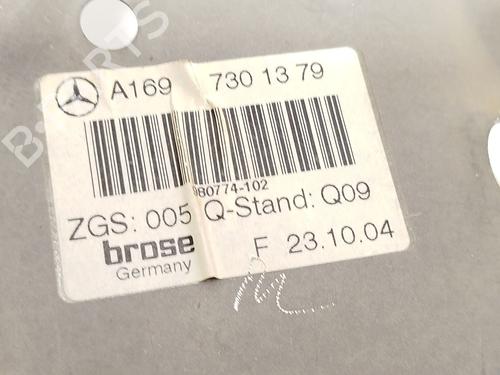 A169 730 13 79
980774-102
ZGS: 005 Q-Stand: Q09
brose
Germany
F 23.10.04